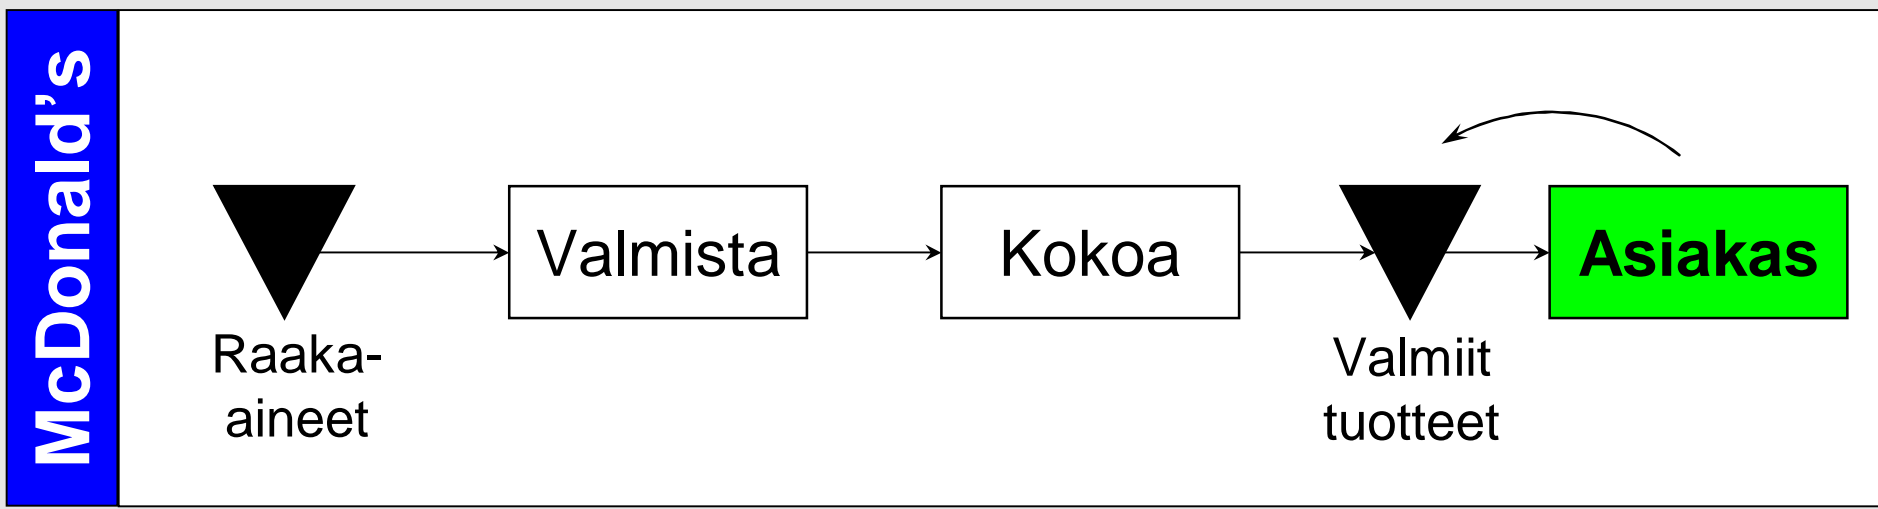 McDonald's
Valmista
Kokoa
Asiakas
Raaka-
aineet
Valmiit
tuotteet